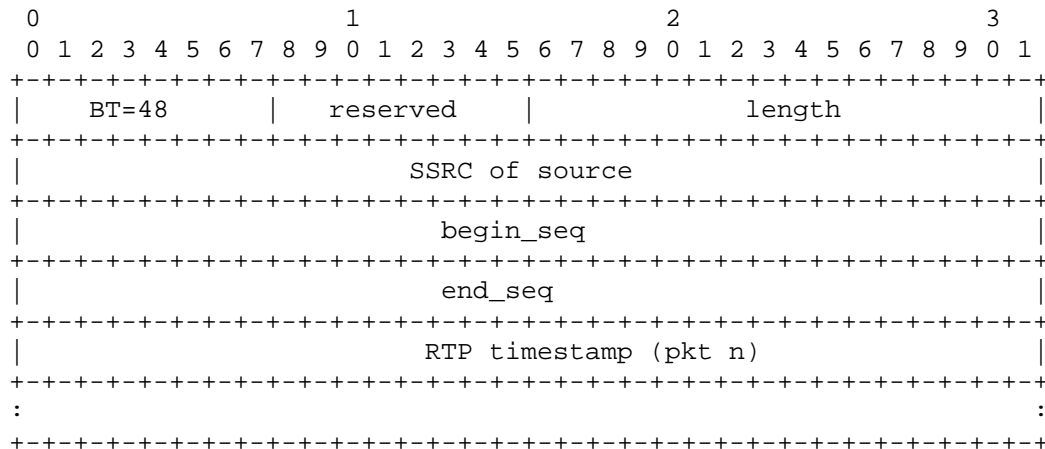 0                   1                   2                   3
 0 1 2 3 4 5 6 7 8 9 0 1 2 3 4 5 6 7 8 9 0 1 2 3 4 5 6 7 8 9 0 1
+-+-+-+-+-+-+-+-+-+-+-+-+-+-+-+-+-+-+-+-+-+-+-+-+-+-+-+-+-+-+-+-+
|    BT=48      |   reserved    |             length            |
+-+-+-+-+-+-+-+-+-+-+-+-+-+-+-+-+-+-+-+-+-+-+-+-+-+-+-+-+-+-+-+-+
|                        SSRC of source                         |
+-+-+-+-+-+-+-+-+-+-+-+-+-+-+-+-+-+-+-+-+-+-+-+-+-+-+-+-+-+-+-+-+
|                          begin_seq                            |
+-+-+-+-+-+-+-+-+-+-+-+-+-+-+-+-+-+-+-+-+-+-+-+-+-+-+-+-+-+-+-+-+
|                          end_seq                              |
+-+-+-+-+-+-+-+-+-+-+-+-+-+-+-+-+-+-+-+-+-+-+-+-+-+-+-+-+-+-+-+-+
|                         RTP timestamp (pkt n)                 |
+-+-+-+-+-+-+-+-+-+-+-+-+-+-+-+-+-+-+-+-+-+-+-+-+-+-+-+-+-+-+-+-+
:                                                               :
+-+-+-+-+-+-+-+-+-+-+-+-+-+-+-+-+-+-+-+-+-+-+-+-+-+-+-+-+-+-+-+-+